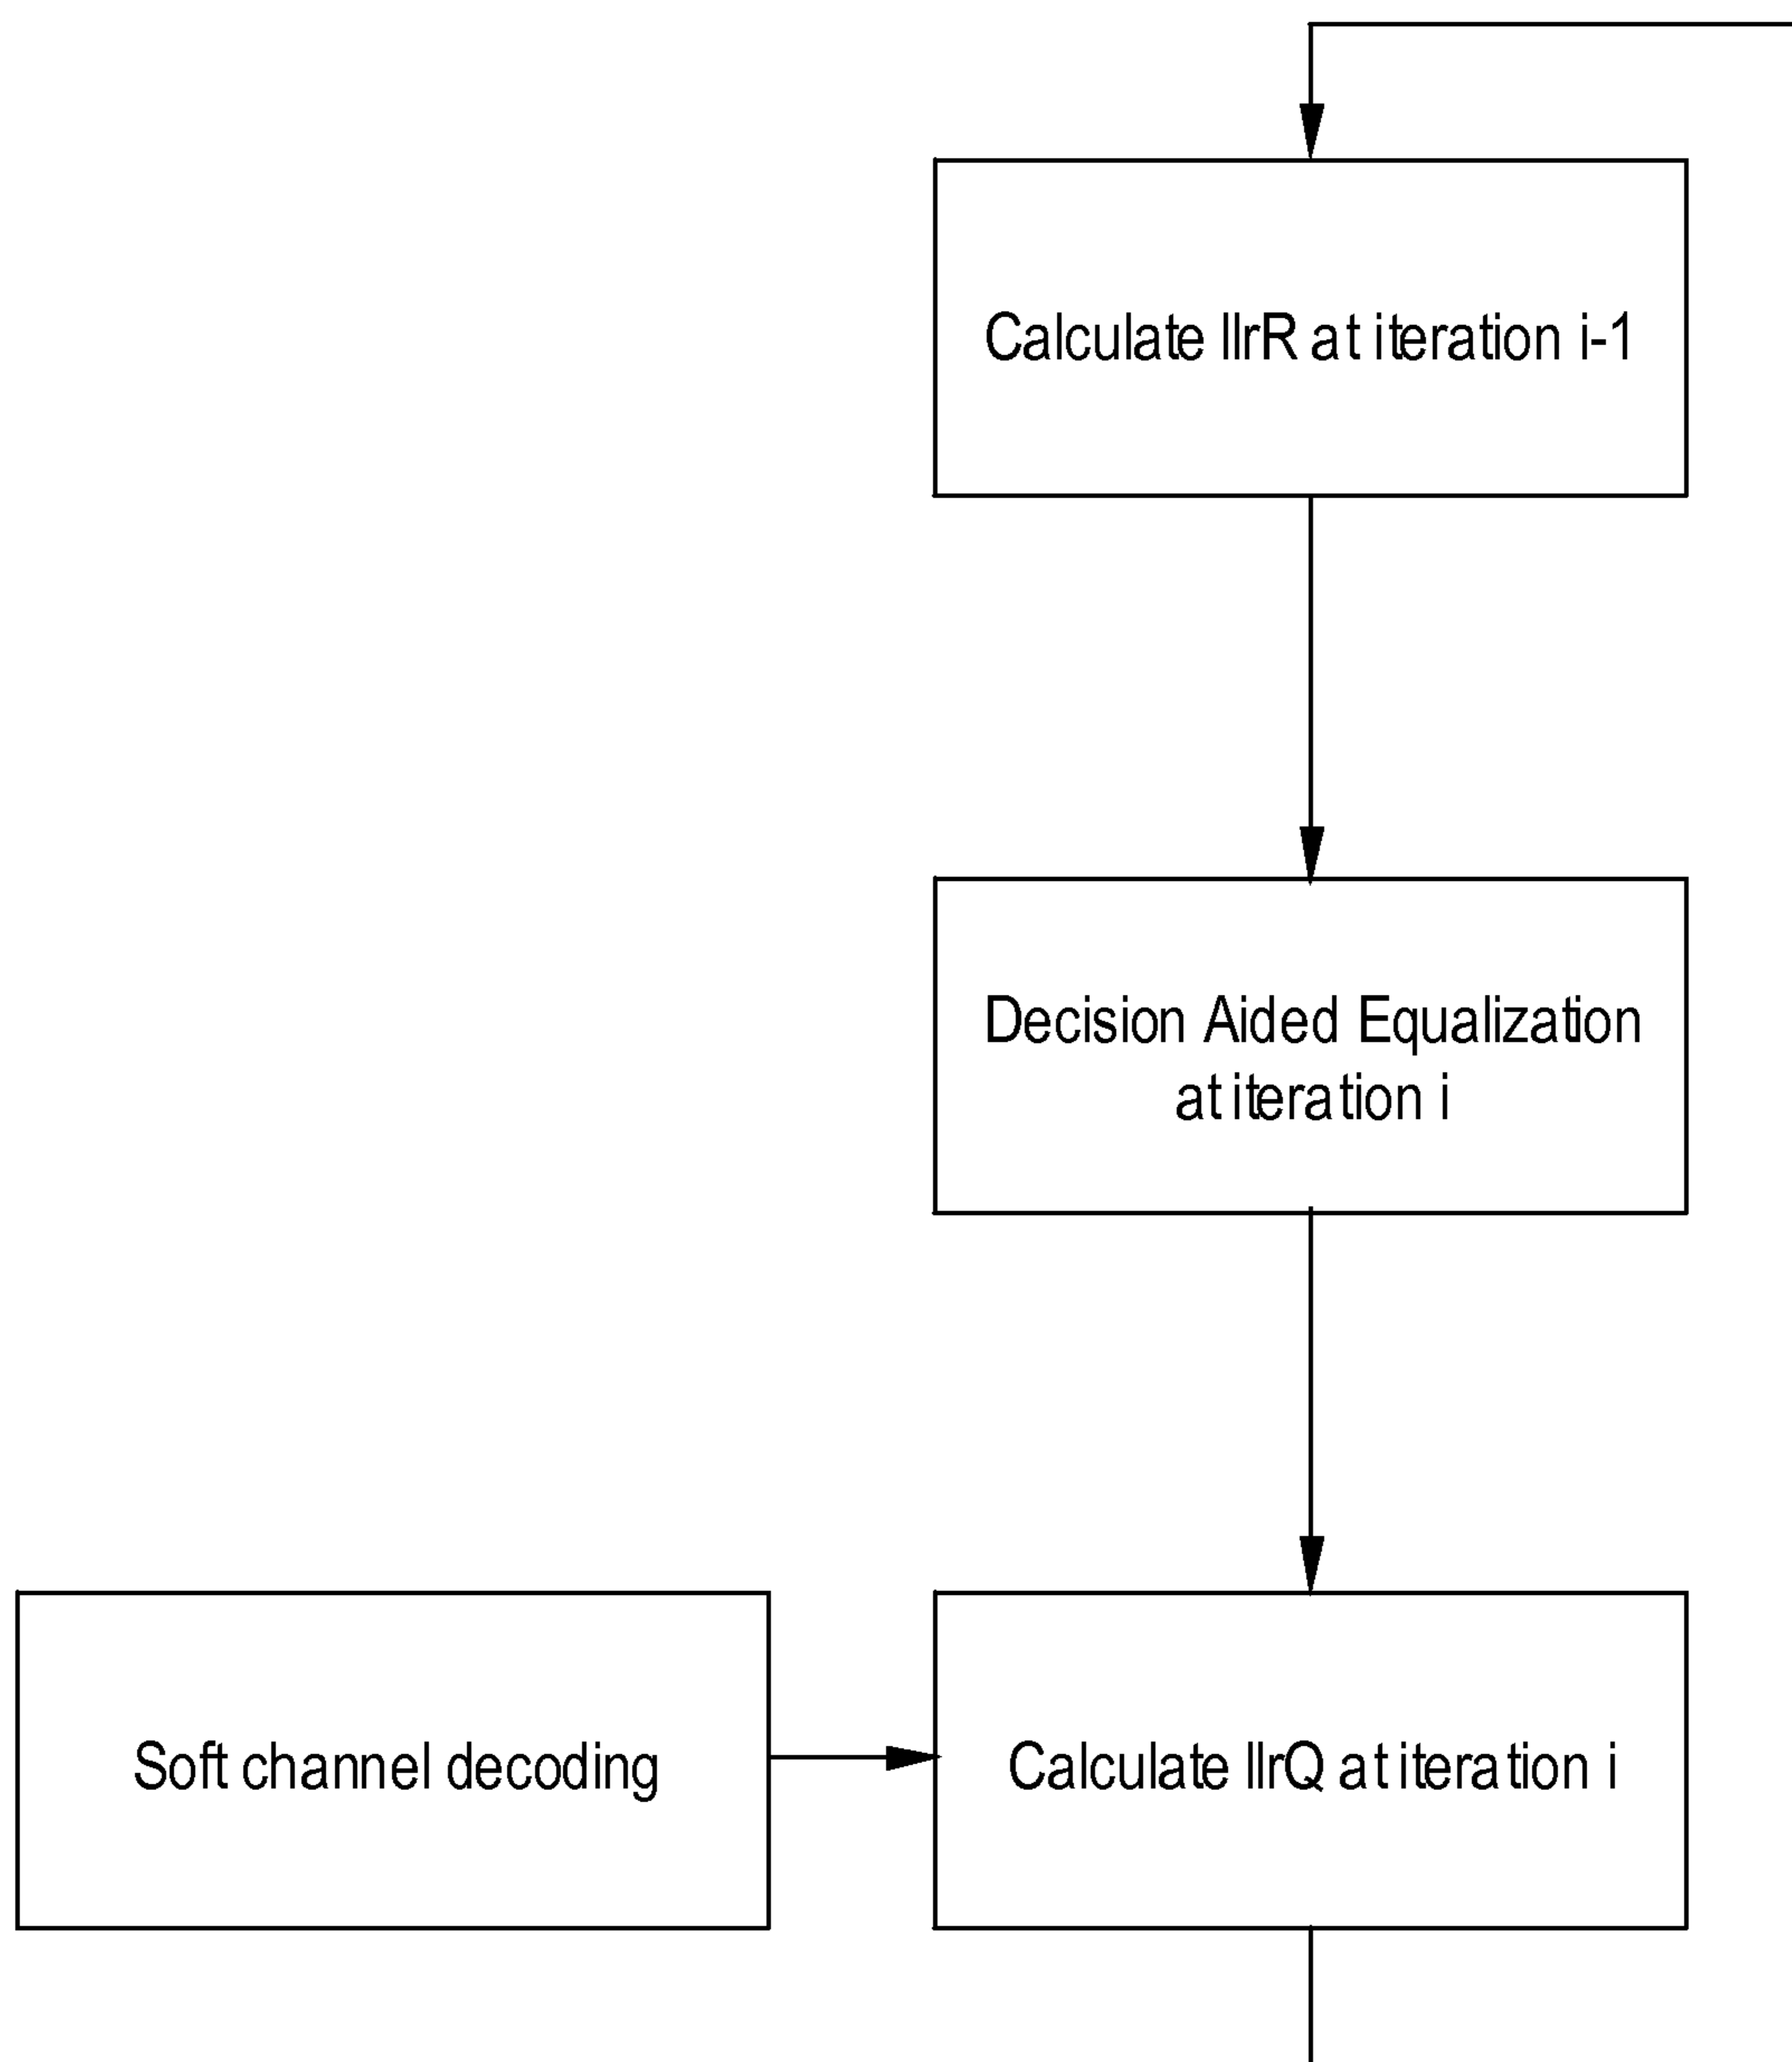 Calculate llrR at iteration i-1
Decision Aided Equalization
at iteration i
Soft channel decoding
Calculate llrQ at iteration i